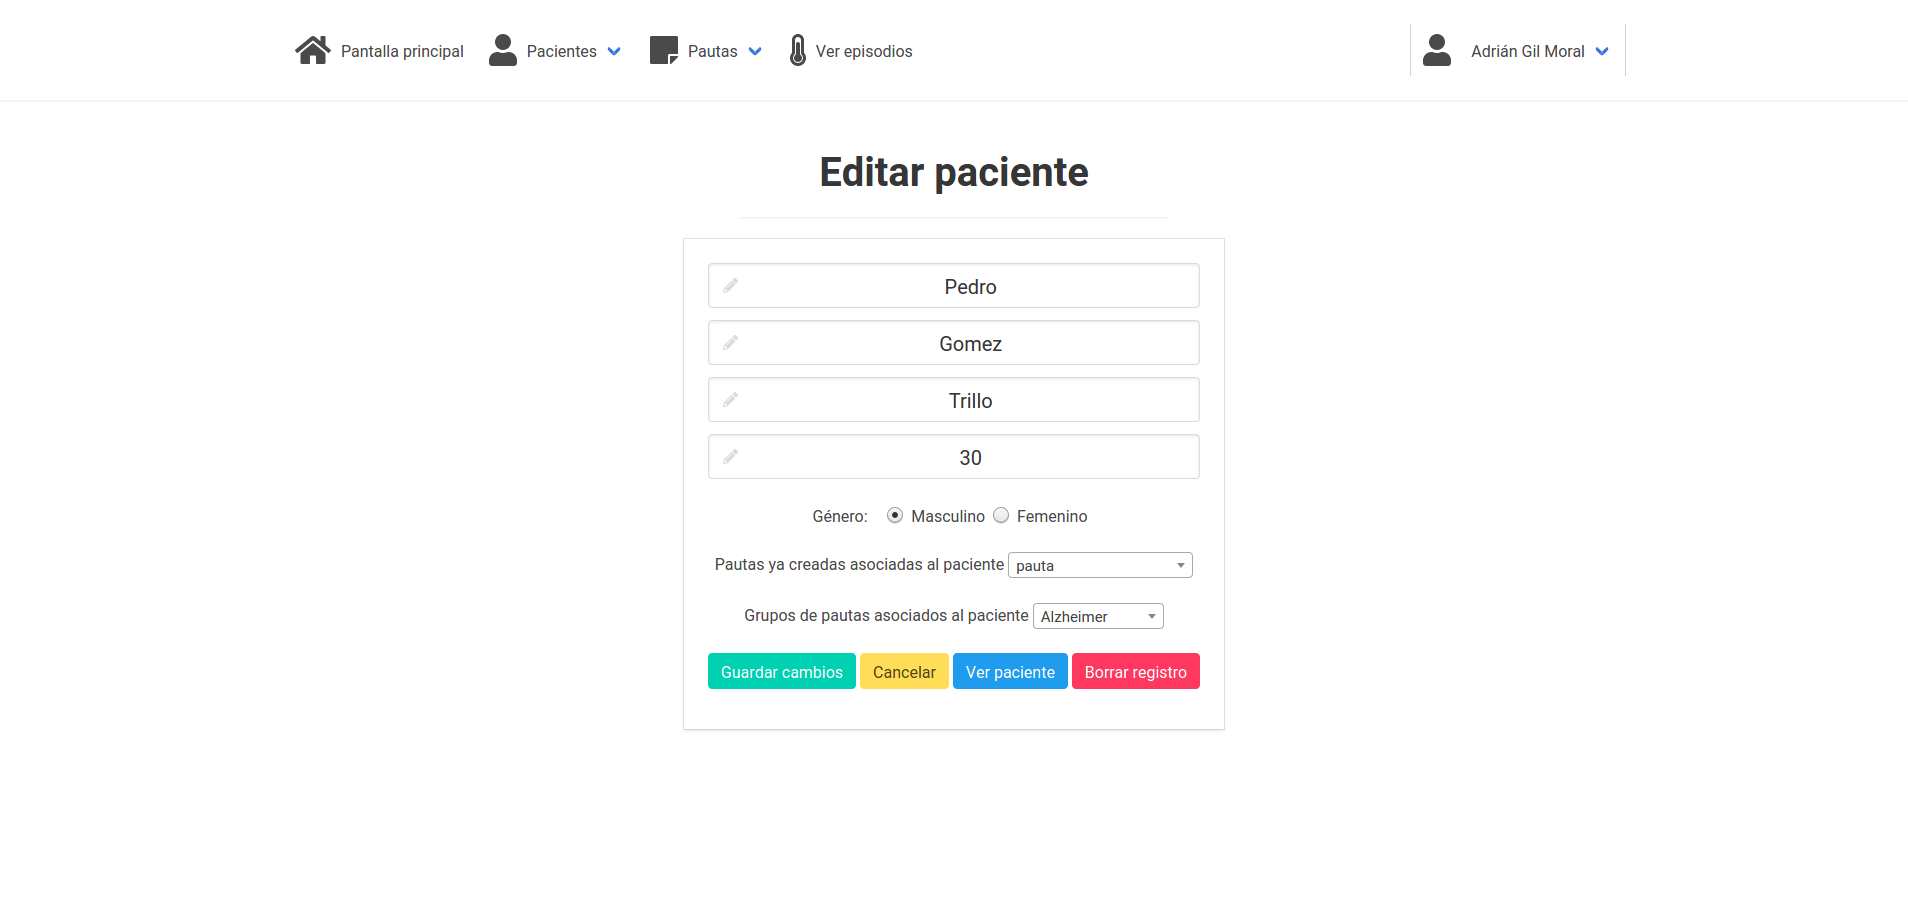 Pantalla principal Pacientes Pautas Ver episodios Adrián Gil Moral
Editar paciente
Pedro
Gomez
Trillo
30
Género: Masculino Femenino
Pautas ya creadas asociadas al paciente pauta
Grupos de pautas asociados al paciente Alzheimer
Guardar cambios Cancelar Ver paciente Borrar registro